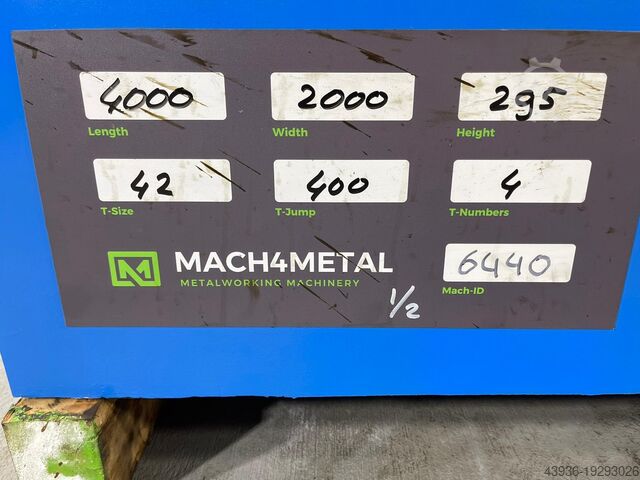 4000 2000 295
Length Width Height
42 400 4
T-Size T-Jump T-Numbers
MACH4METAL 6440
METALWORKING MACHINERY Mach-ID
1/2
43936-19293026